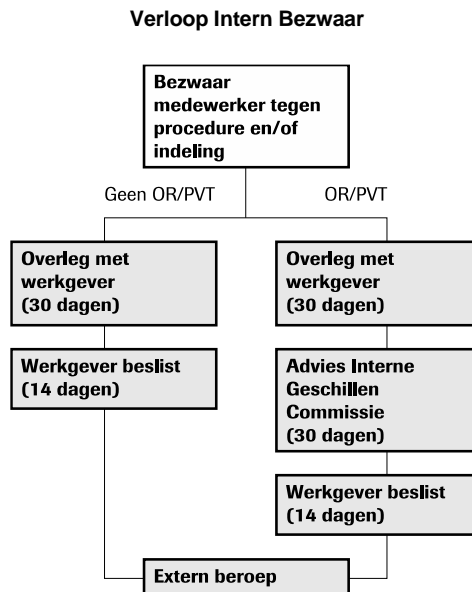 Verloop Intern Bezwaar
Bezwaar
medewerker tegen
procedure en/of
indeling
Geen OR/PVT
OR/PVT
Overleg met
werkgever
(30 dagen)
Werkgever beslist
(14 dagen)
Overleg met
werkgever
(30 dagen)
Advies Interne
Geschillen
Commissie
(30 dagen)
Werkgever beslist
(14 dagen)
Extern beroep